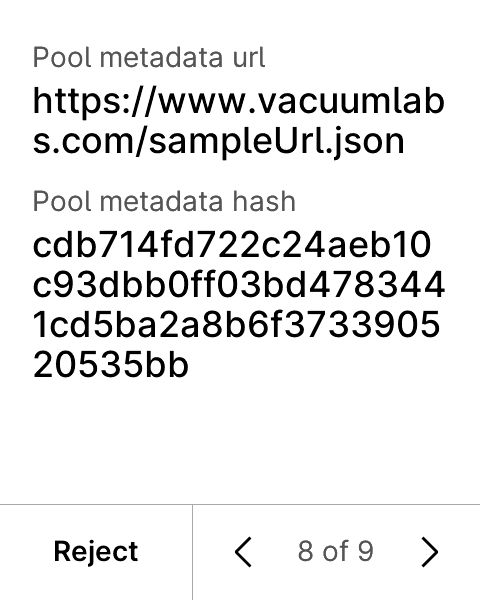 Pool metadata url
https://www.vacuumlab
s.com/sampleUrl.json
Pool metadata hash
cdb714fd722c24aeb10
c93dbb0ff03bd478344
1cd5ba2a8b6f3733905
20535bb
Reject
8 of 9